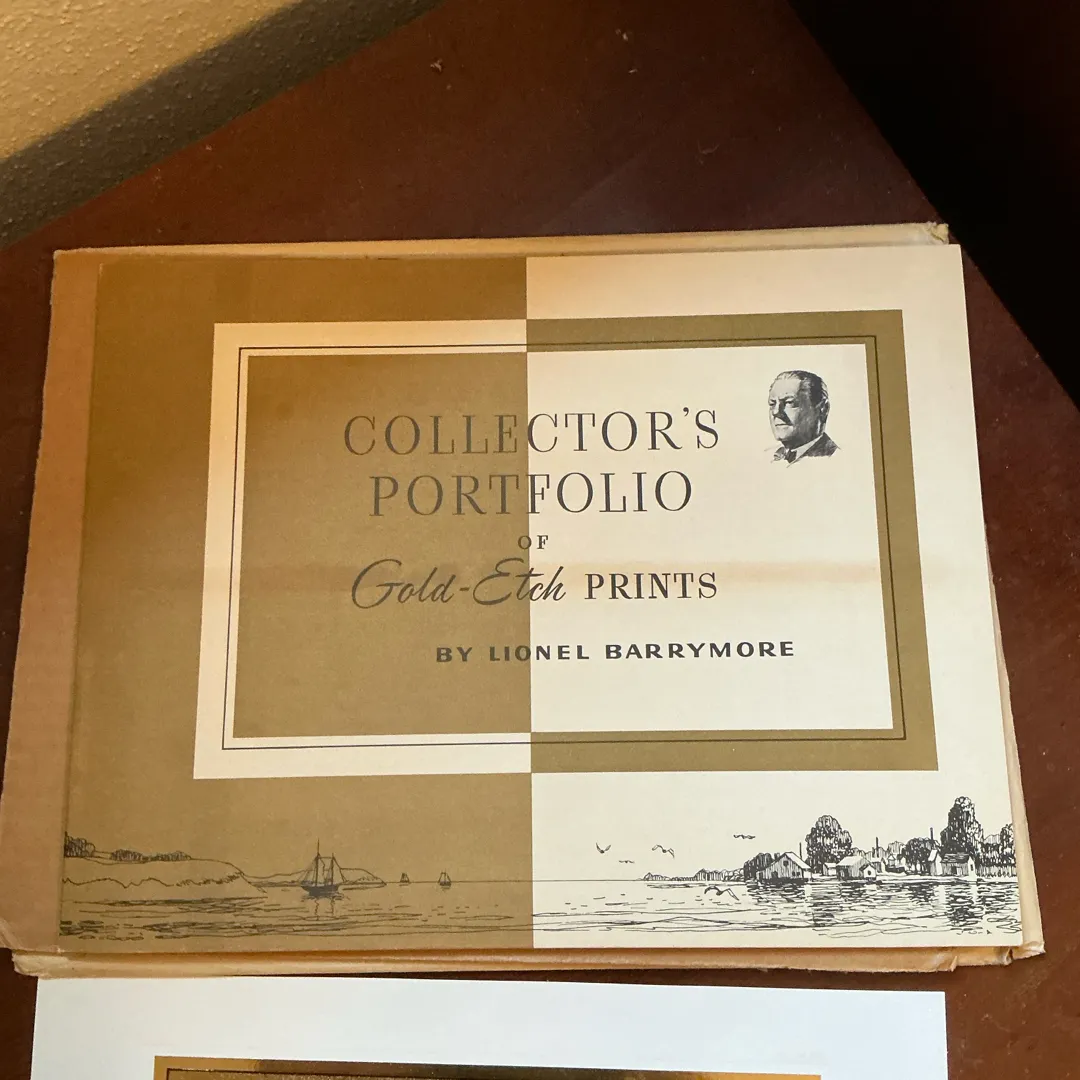 COLLECTOR'S
PORTFOLIO
OF
Gold-Etch PRINTS
BY LIONEL BARRYMORE